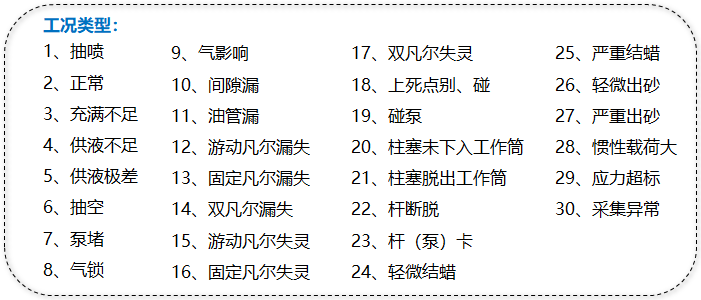 工况类型：
1、抽喷
2、正常
3、充满不足
4、供液不足
5、供液极差
6、抽空
7、泵堵
8、气锁
9、气影响
10、间隙漏
11、油管漏
12、游动凡尔漏失
13、固定凡尔漏失
14、双凡尔漏失
15、游动凡尔失灵
16、固定凡尔失灵
17、双凡尔失灵
18、上死点别、碰
19、碰泵
20、柱塞未下入工作筒
21、柱塞脱出工作筒
22、杆断脱
23、杆（泵）卡
24、轻微结蜡
25、严重结蜡
26、轻微出砂
27、严重出砂
28、惯性载荷大
29、应力超标
30、采集异常